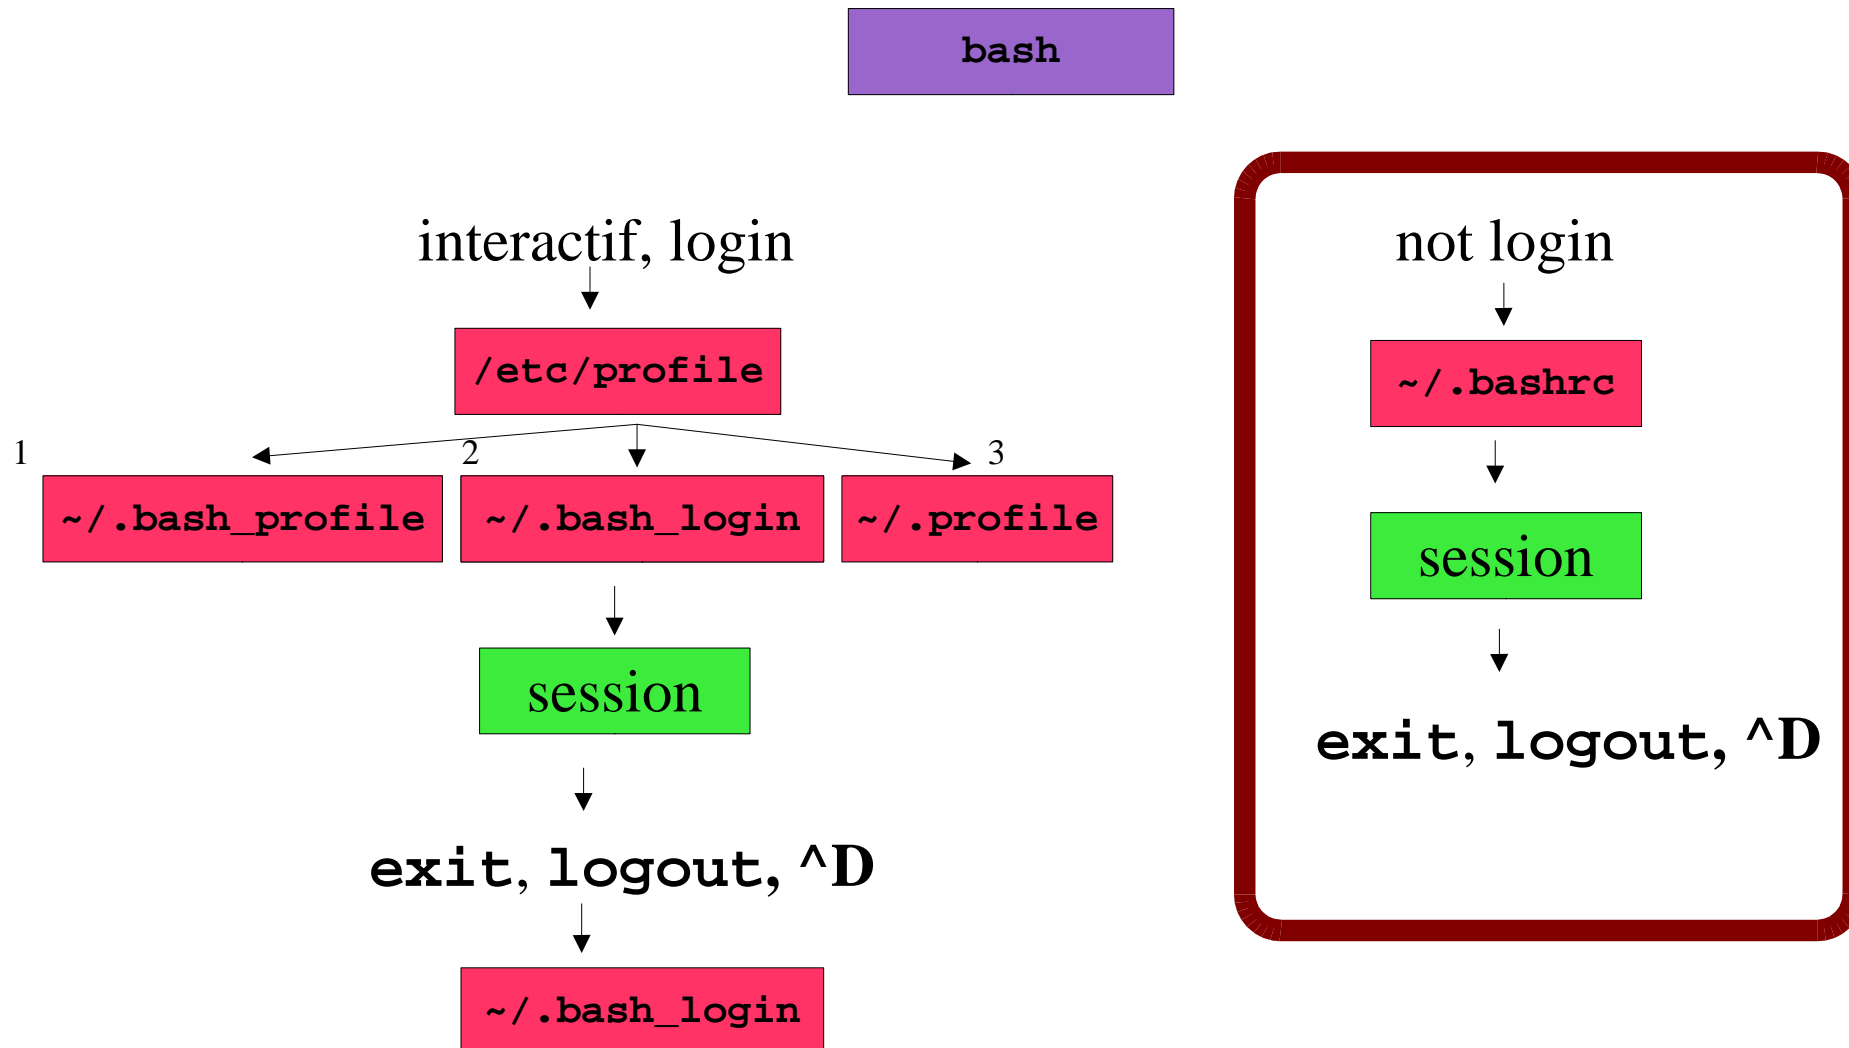 bash
interactif, login
/etc/profile
1
2
3
~/.bash_profile
~/.bash_login
~/.profile
session
exit, logout, ^D
~/.bash_login
not login
~/.bashrc
session
exit, logout, ^D